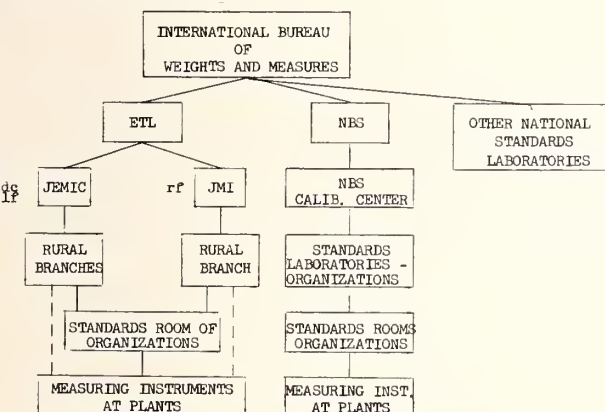 INTERNATIONAL BUREAU
OF
WEIGHTS AND MEASURES
ETL
NBS
OTHER NATIONAL
STANDARDS
LABORATORIES
dc
lf
JEMIC
rf
JMI
NBS
CALIB. CENTER
RURAL
BRANCHES
RURAL
BRANCH
STANDARDS
LABORATORIES -
ORGANIZATIONS
STANDARDS ROOM OF
ORGANIZATIONS
STANDARDS ROOMS
ORGANIZATIONS
MEASURING INSTRUMENTS
AT PLANTS
MEASURING INST.
AT PLANTS